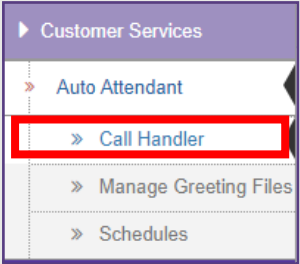 Customer Services
» Auto Attendant
» Call Handler
» Manage Greeting Files
» Schedules